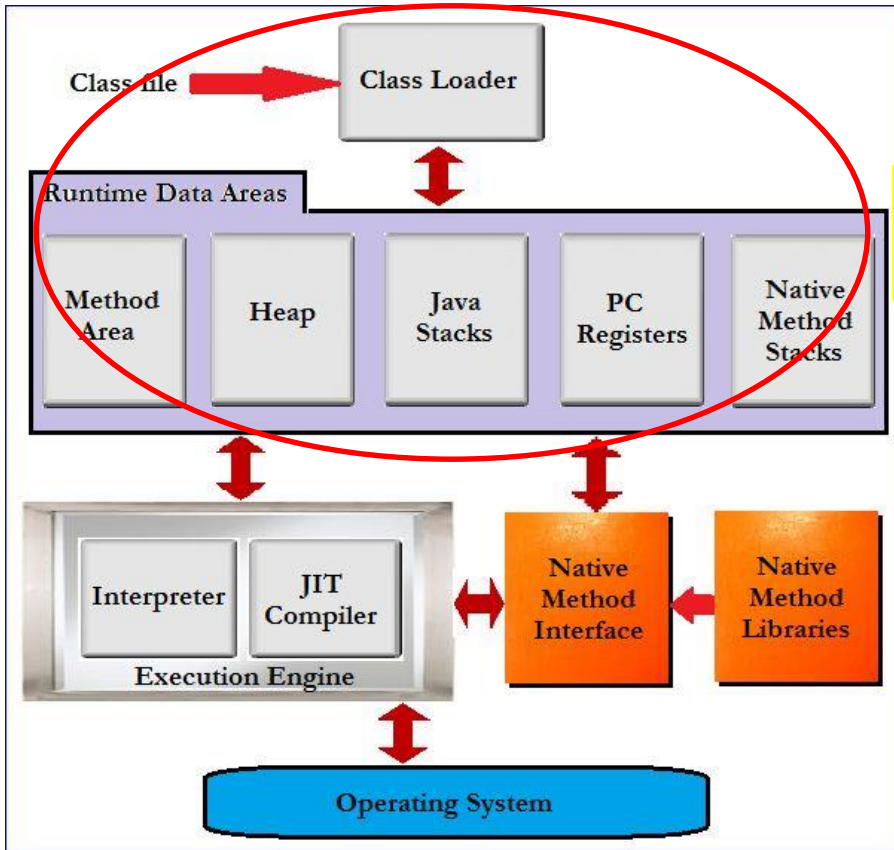 Class file
Class Loader
Runtime Data Areas
Method
Area
Heap
Java
Stacks
PC
Registers
Native
Method
Stacks
Interpreter
JIT
Compiler
Execution Engine
Native
Method
Interface
Native
Method
Libraries
Operating System